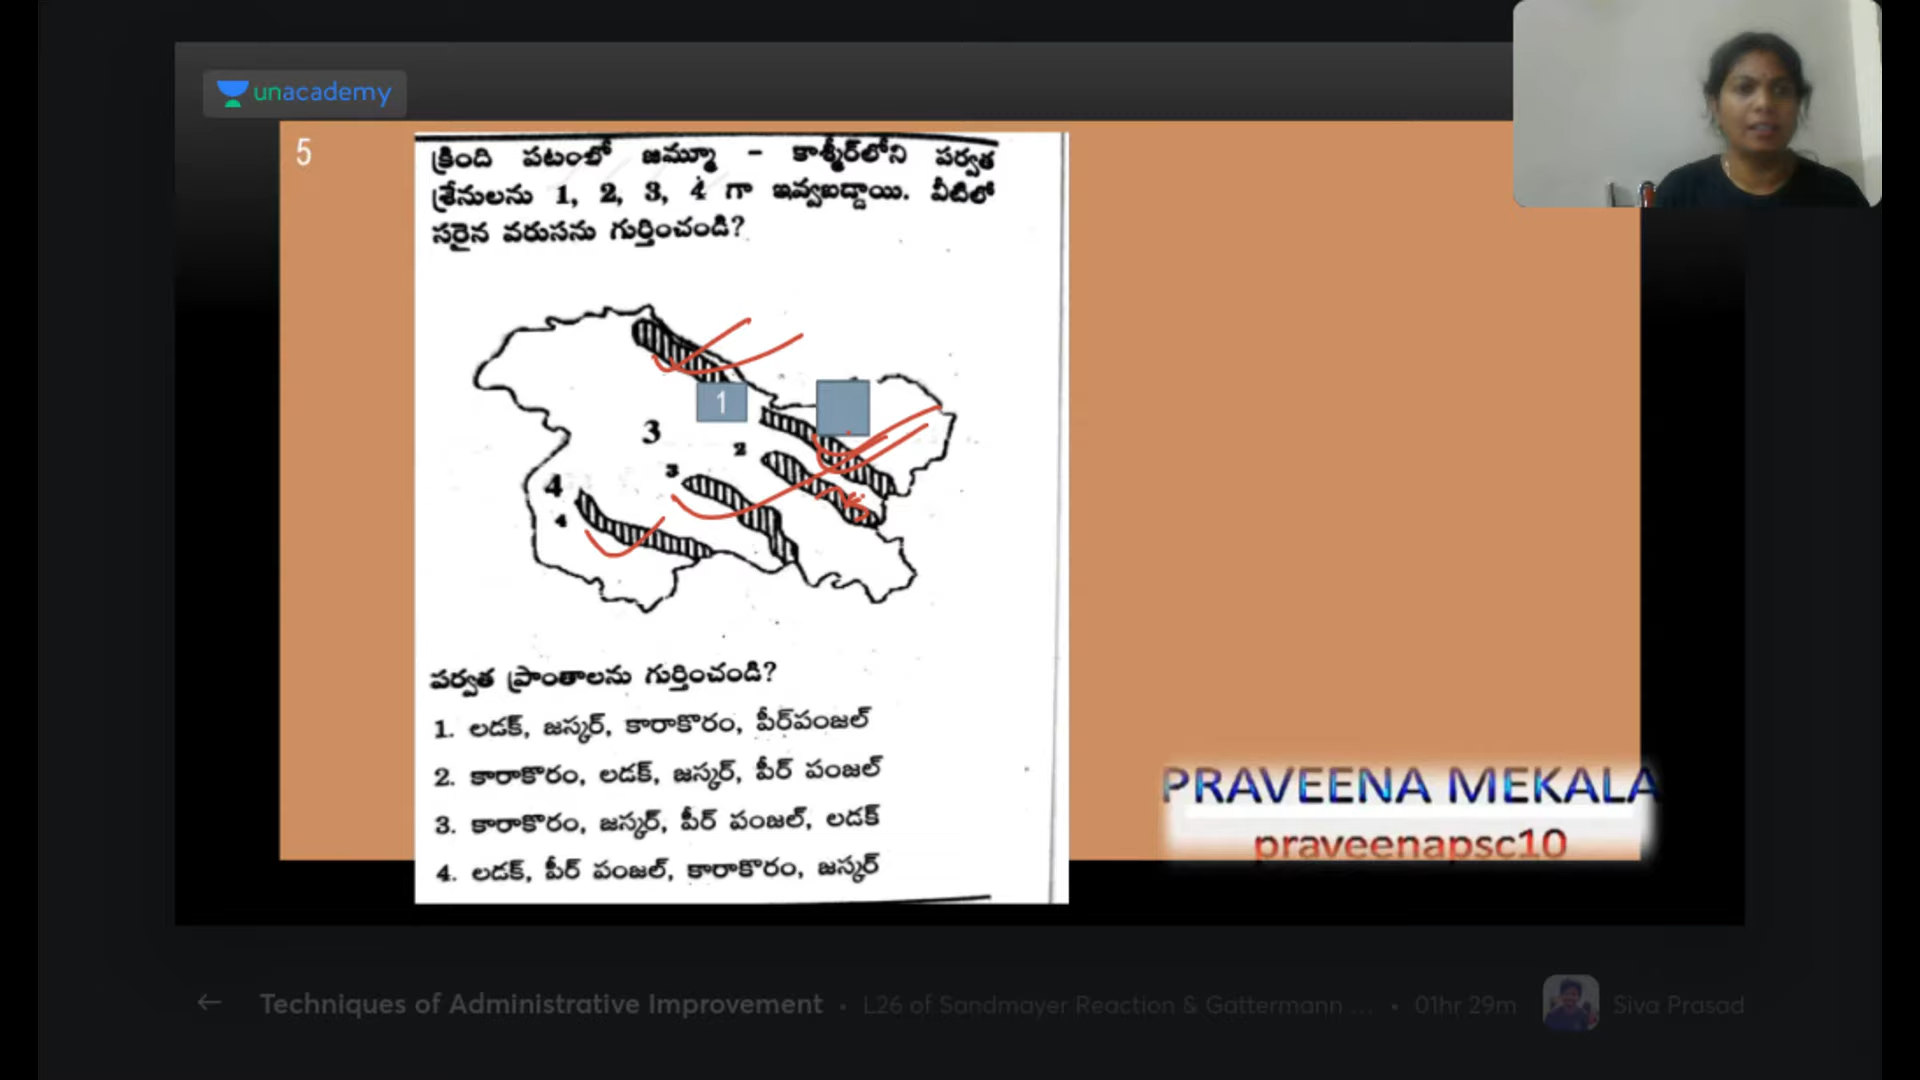 unacademy
5
క్రింది పటంలో జమ్మూ - కాశ్మీర్‌లోని పర్వత
శ్రేనులను 1, 2, 3, 4 గా ఇవ్వబడ్డాయి. వీటిలో
సరైన వరుసను గుర్తించండి?
1
3
2
3
4
4
పర్వత ప్రాంతాలను గుర్తించండి?
1. లడక్, జస్కర్, కారాకొరం, పీర్‌పంజల్
2. కారాకొరం, లడక్, జస్కర్, పీర్ పంజల్
3. కారాకొరం, జస్కర్, పీర్ పంజల్, లడక్
4. లడక్, పీర్ పంజల్, కారాకొరం, జస్కర్
PRAVEENA MEKALA
praveenapsc10
Techniques of Administrative Improvement • L26 of Sandmayer Reaction & Gattermann ... • 01hr 29m Siva Prasad